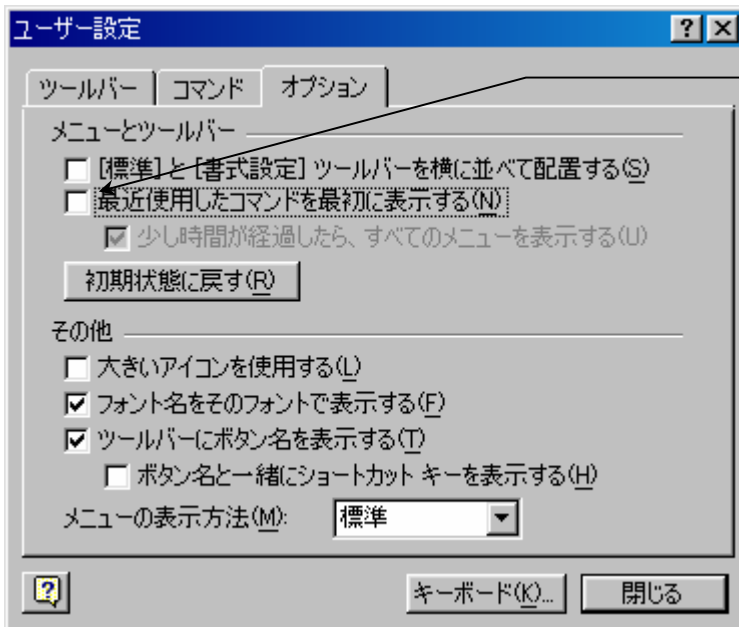 ユーザー設定
ツールバー コマンド オプション
メニューとツールバー
[標準]と[書式設定] ツールバーを横に並べて配置する(S)
最近使用したコマンドを最初に表示する(N)
少し時間が経過したら、すべてのメニューを表示する(U)
初期状態に戻す(R)
その他
大きいアイコンを使用する(L)
フォント名をそのフォントで表示する(F)
ツールバーにボタン名を表示する(T)
ボタン名と一緒にショートカット キーを表示する(H)
メニューの表示方法(M): 標準
キーボード(K)... 閉じる